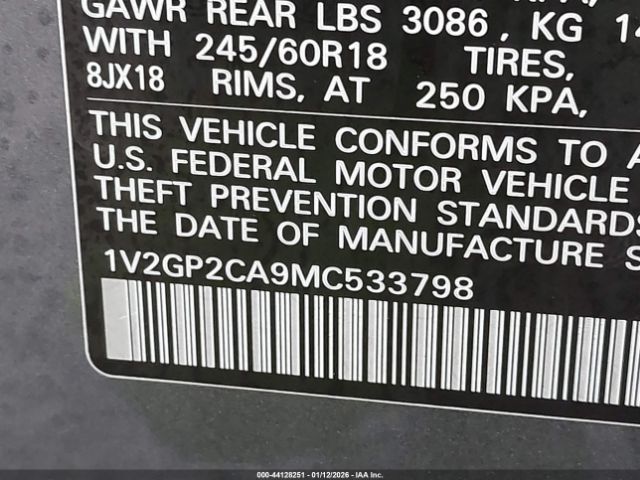 GAWR REAR LBS 3086, KG
WITH 245/60R18 TIRES,
8JX18 RIMS, AT 250 KPA,
THIS VEHICLE CONFORMS TO
U.S. FEDERAL MOTOR VEHICLE
THEFT PREVENTION STANDARDS
THE DATE OF MANUFACTURE
1V2GP2CA9MC533798
000-44128251 - 01/12/2026 - IAA Inc.